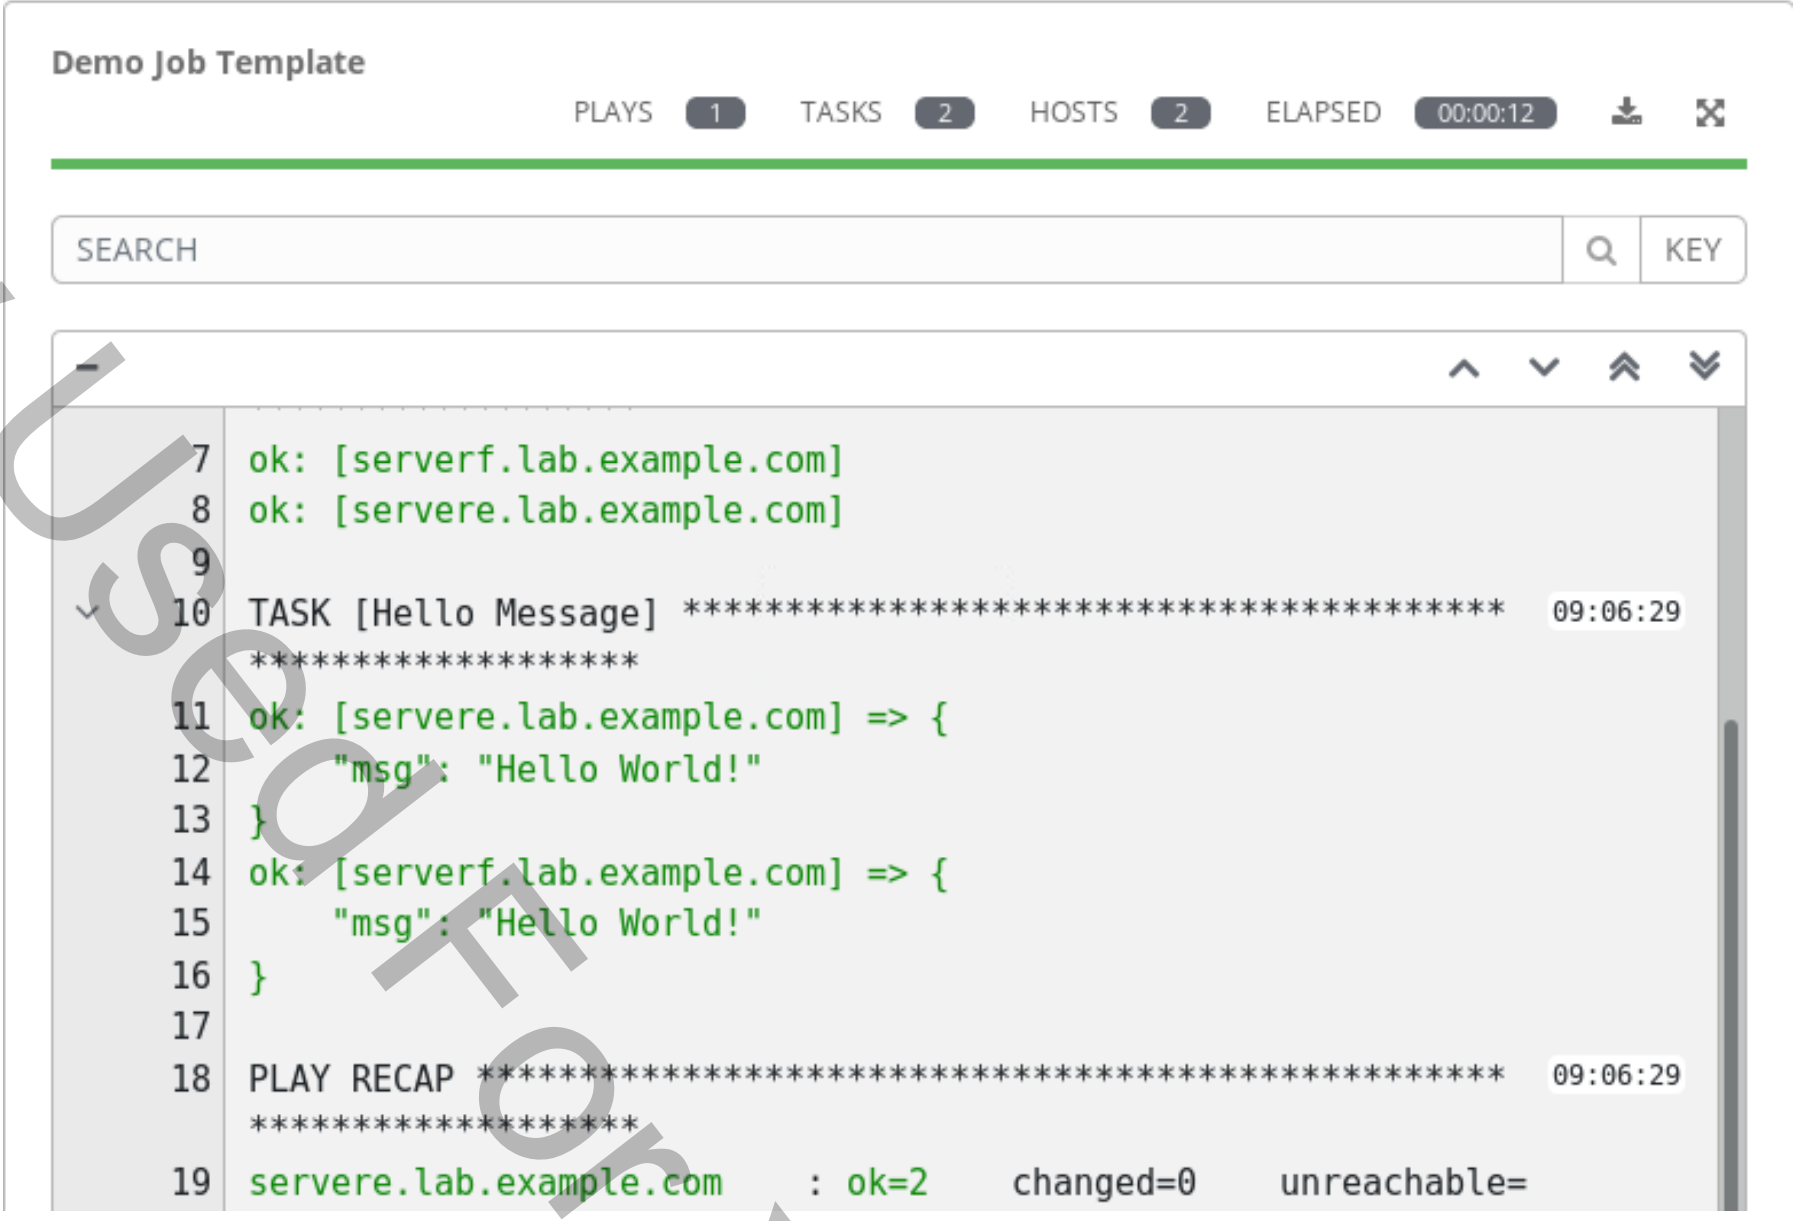 Demo Job Template
PLAYS 1 TASKS 2 HOSTS 2 ELAPSED 00:00:12
SEARCH KEY
7 ok: [serverf.lab.example.com]
8 ok: [servere.lab.example.com]
9
10 TASK [Hello Message] **************************************** 09:06:29
*******************
11 ok: [servere.lab.example.com] => {
12 "msg": "Hello World!"
13 }
14 ok: [serverf.lab.example.com] => {
15 "msg": "Hello World!"
16 }
17
18 PLAY RECAP ************************************************** 09:06:29
*******************
19 servere.lab.example.com : ok=2 changed=0 unreachable=
Used For